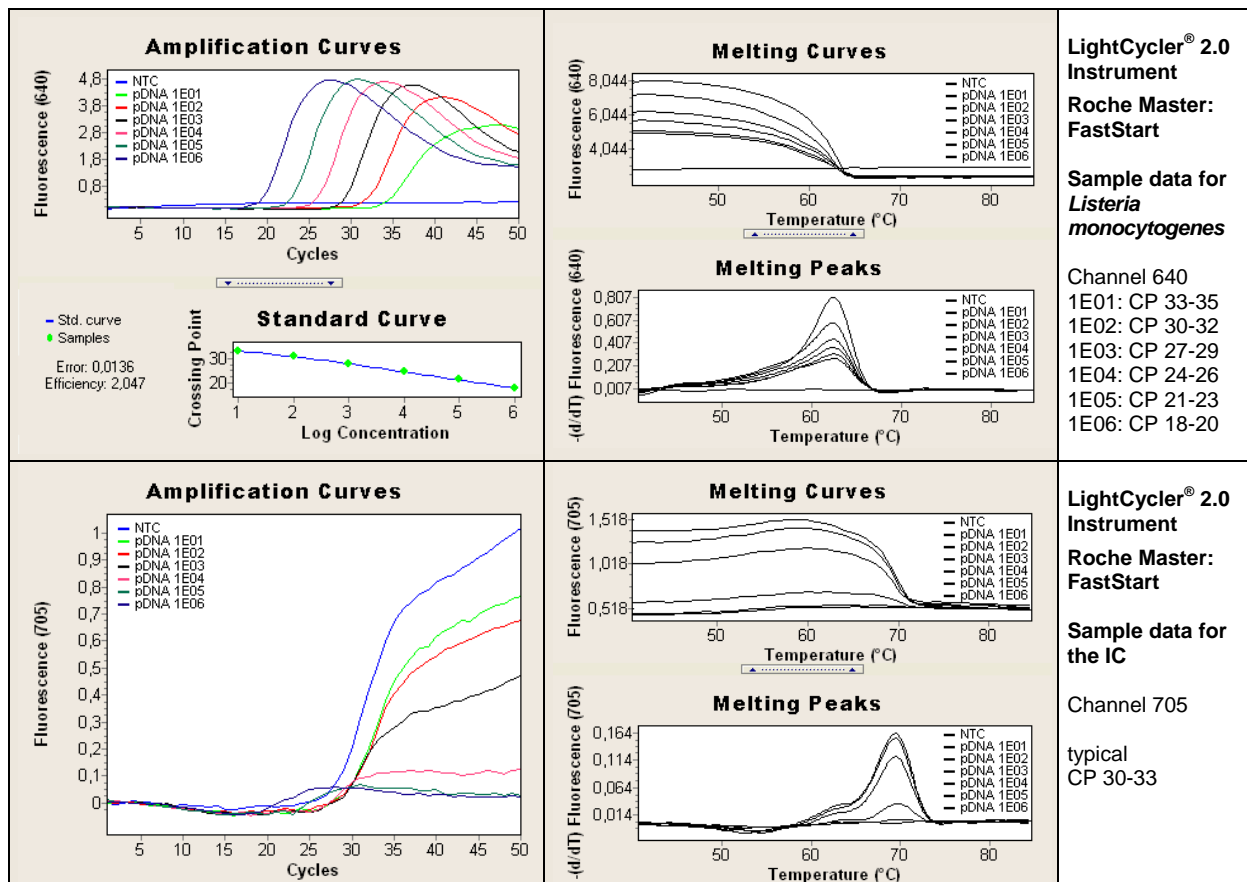 Amplification Curves
Fluorescence (640)
4,8
3,8
2,8
1,8
0,8
NTC
pDNA 1E01
pDNA 1E02
pDNA 1E03
pDNA 1E04
pDNA 1E05
pDNA 1E06
5 10 15 20 25 30 35 40 45 50
Cycles
Std. curve
Samples
Error: 0,0136
Efficiency: 2,047
Standard Curve
Crossing Point
30
20
1 2 3 4 5 6
Log Concentration
Melting Curves
Fluorescence (640)
8,044
6,044
4,044
NTC
pDNA 1E01
pDNA 1E02
pDNA 1E03
pDNA 1E04
pDNA 1E05
pDNA 1E06
50 60 70 80
Temperature (°C)
Melting Peaks
-(d/dT) Fluorescence (640)
0,807
0,607
0,407
0,207
0,007
NTC
pDNA 1E01
pDNA 1E02
pDNA 1E03
pDNA 1E04
pDNA 1E05
pDNA 1E06
50 60 70 80
Temperature (°C)
LightCycler® 2.0
Instrument
Roche Master:
FastStart
Sample data for
Listeria
monocytogenes
Channel 640
1E01: CP 33-35
1E02: CP 30-32
1E03: CP 27-29
1E04: CP 24-26
1E05: CP 21-23
1E06: CP 18-20
Amplification Curves
Fluorescence (705)
1
0,9
0,8
0,7
0,6
0,5
0,4
0,3
0,2
0,1
0
NTC
pDNA 1E01
pDNA 1E02
pDNA 1E03
pDNA 1E04
pDNA 1E05
pDNA 1E06
5 10 15 20 25 30 35 40 45 50
Cycles
Melting Curves
Fluorescence (705)
1,518
1,018
0,518
NTC
pDNA 1E01
pDNA 1E02
pDNA 1E03
pDNA 1E04
pDNA 1E05
pDNA 1E06
50 60 70 80
Temperature (°C)
Melting Peaks
-(d/dT) Fluorescence (705)
0,164
0,114
0,064
0,014
NTC
pDNA 1E01
pDNA 1E02
pDNA 1E03
pDNA 1E04
pDNA 1E05
pDNA 1E06
50 60 70 80
Temperature (°C)
LightCycler® 2.0
Instrument
Roche Master:
FastStart
Sample data for
the IC
Channel 705
typical
CP 30-33